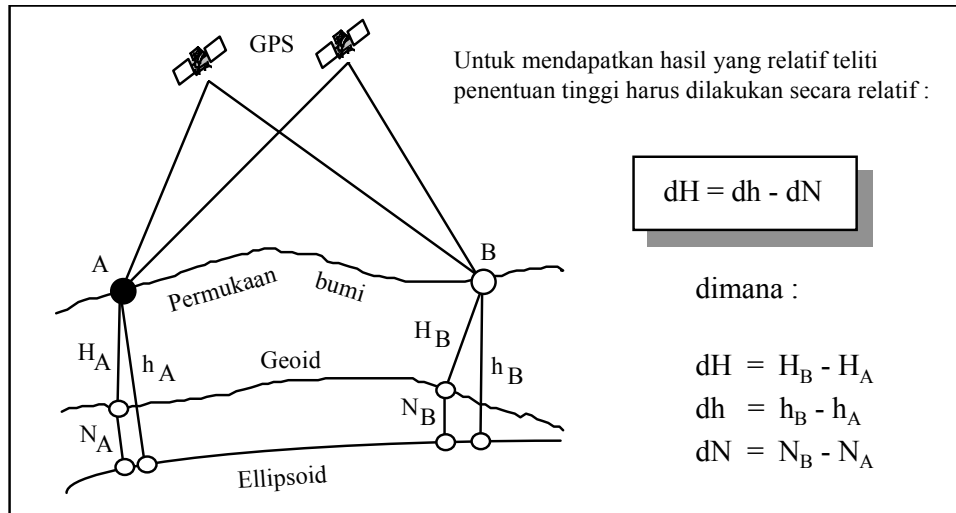 GPS
Untuk mendapatkan hasil yang relatif teliti
penentuan tinggi harus dilakukan secara relatif :
dH = dh - dN
A
B
Permukaan bumi
dimana :
H_A
h_A
Geoid
H_B
h_B
dH = H_B - H_A
dh = h_B - h_A
dN = N_B - N_A
N_A
N_B
Ellipsoid